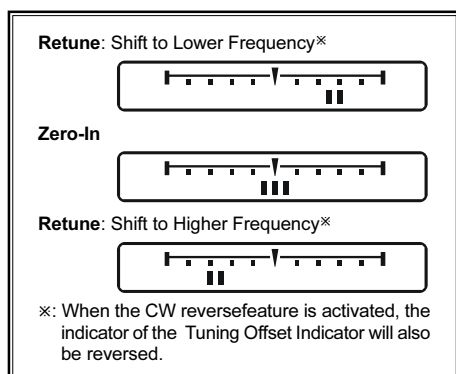 Retune: Shift to Lower Frequency※
Zero-In
Retune: Shift to Higher Frequency※
※: When the CW reversefeature is activated, the
indicator of the Tuning Offset Indicator will also
be reversed.